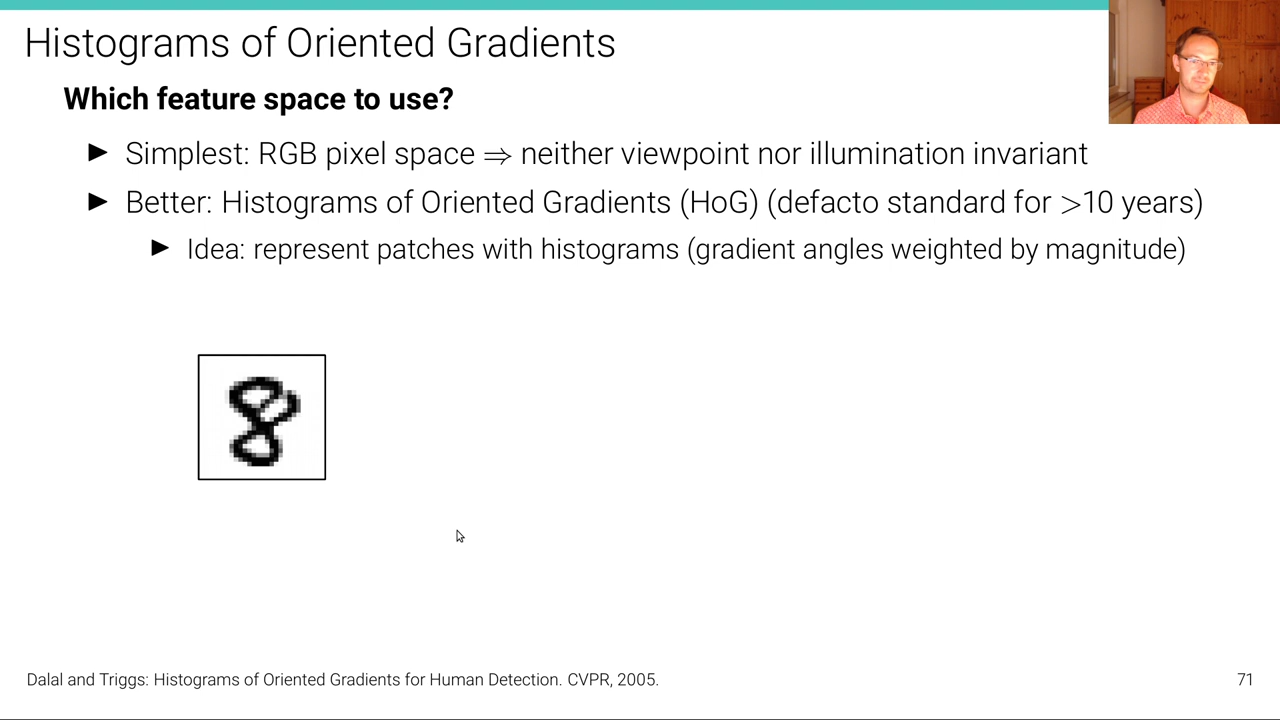 Histograms of Oriented Gradients
Which feature space to use?
► Simplest: RGB pixel space ⇒ neither viewpoint nor illumination invariant
► Better: Histograms of Oriented Gradients (HoG) (defacto standard for >10 years)
► Idea: represent patches with histograms (gradient angles weighted by magnitude)
8
Dalal and Triggs: Histograms of Oriented Gradients for Human Detection. CVPR, 2005.
71